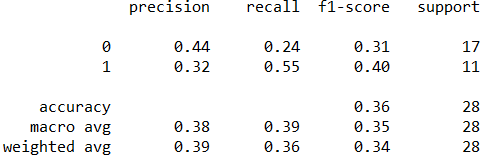 precision recall f1-score support
0 0.44 0.24 0.31 17
1 0.32 0.55 0.40 11
accuracy 0.36 28
macro avg 0.38 0.39 0.35 28
weighted avg 0.39 0.36 0.34 28